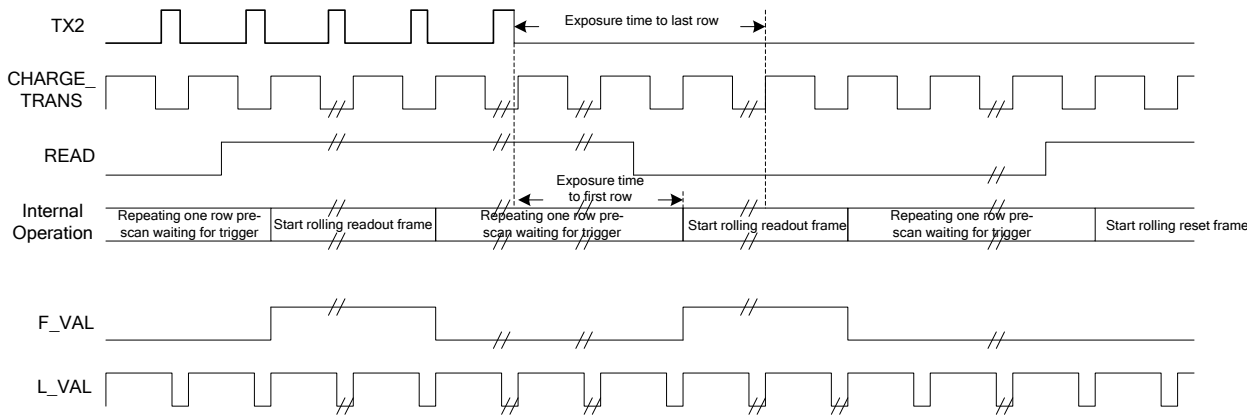 TX2
Exposure time to last row
CHARGE_
TRANS
READ
Exposure time
to first row
Internal
Operation
Repeating one row pre-
scan waiting for trigger
Start rolling readout frame
Repeating one row pre-
scan waiting for trigger
Start rolling readout frame
Repeating one row pre-
scan waiting for trigger
Start rolling reset frame
F_VAL
L_VAL